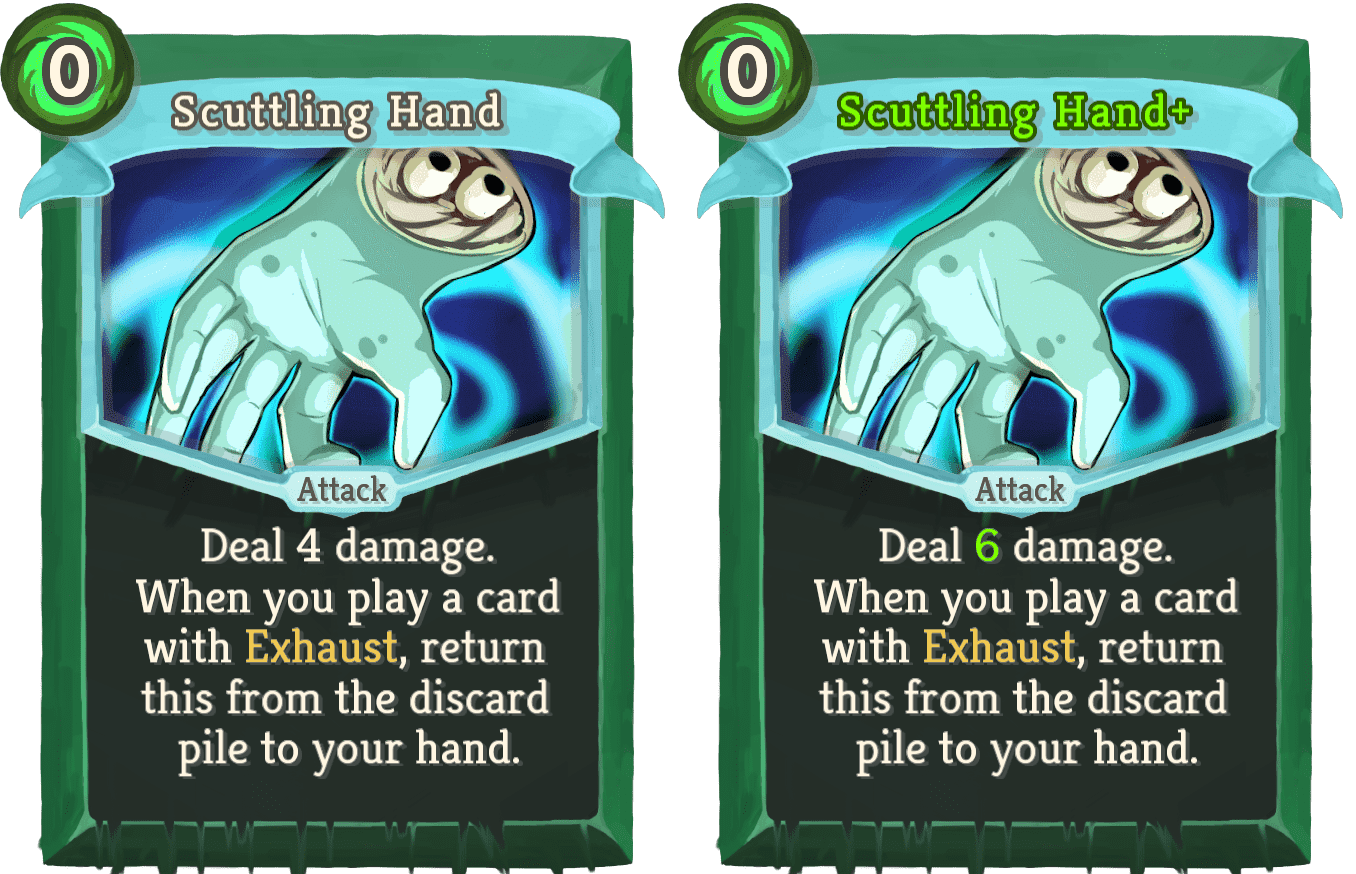 0
Scuttling Hand
Attack
Deal 4 damage.
When you play a card
with Exhaust, return
this from the discard
pile to your hand.
0
Scuttling Hand+
Attack
Deal 6 damage.
When you play a card
with Exhaust, return
this from the discard
pile to your hand.